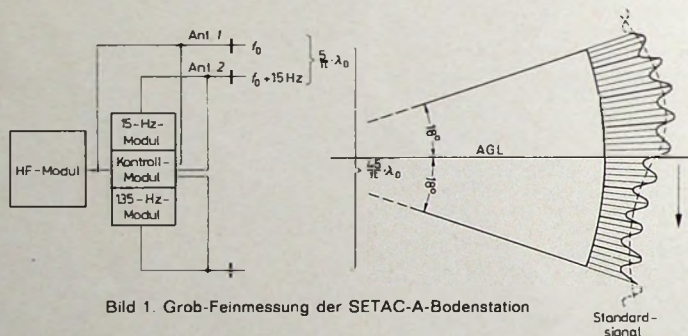 Ant. 1
f₀
Ant. 2
f₀ + 15 Hz
5/π · λ₀
15-Hz-
Modul
HF-Modul
Kontroll-
Modul
135-Hz-
Modul
45/π · λ₀
18°
AGL
18°
Standard-
signal
Bild 1. Grob-Feinmessung der SETAC-A-Bodenstation